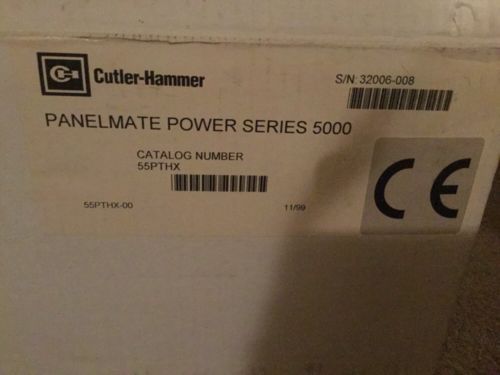 Cutler-Hammer
S/N: 32006-008
PANELMATE POWER SERIES 5000
CATALOG NUMBER
55PTHX
55PTHX-00 11/99
CE